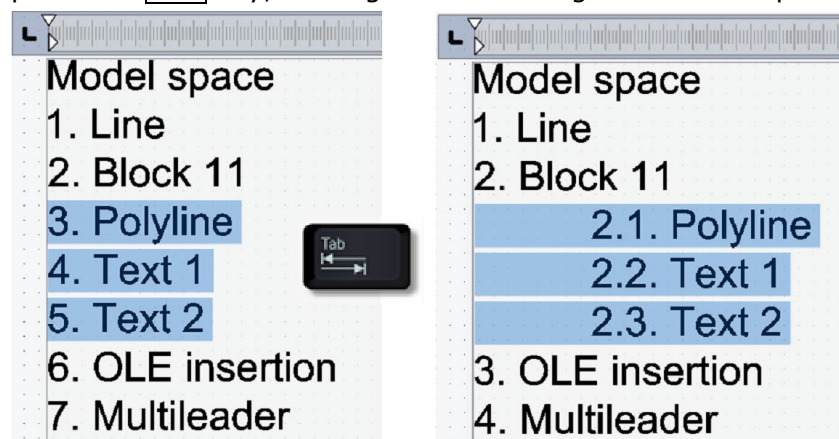 Model space
1. Line
2. Block 11
3. Polyline
4. Text 1
5. Text 2
6. OLE insertion
7. Multileader
Tab
Model space
1. Line
2. Block 11
2.1. Polyline
2.2. Text 1
2.3. Text 2
3. OLE insertion
4. Multileader